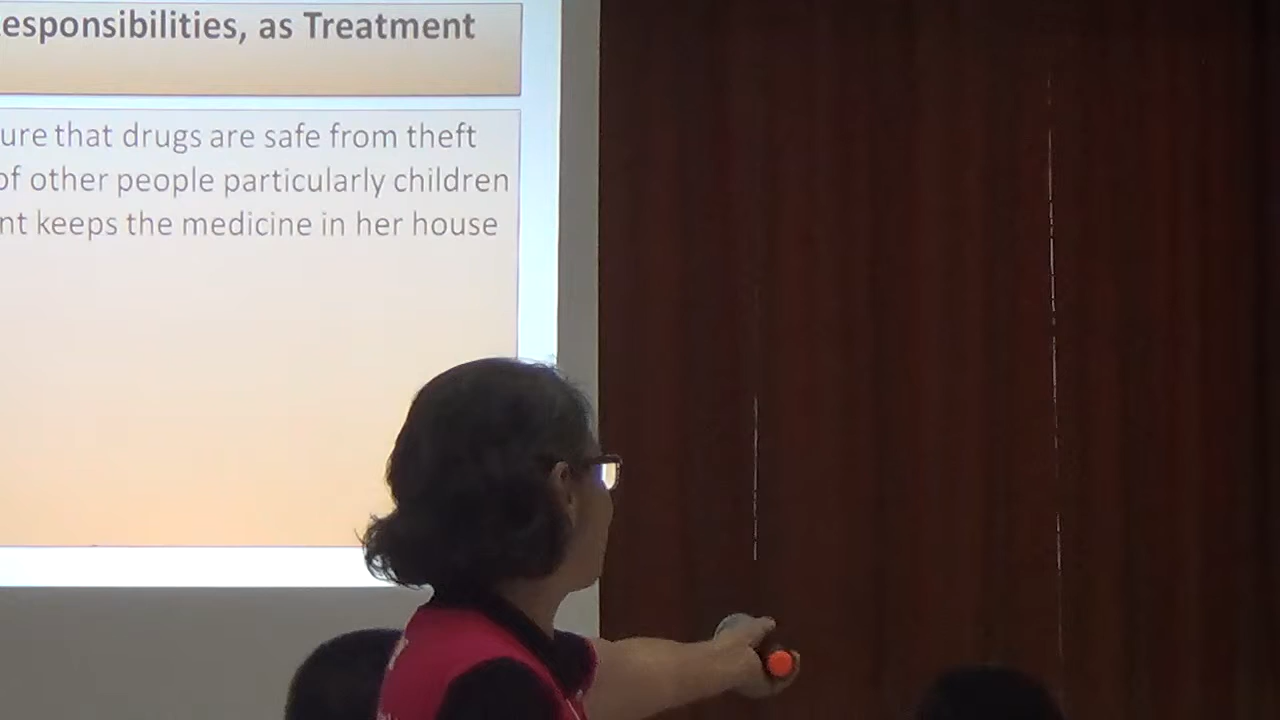 esponsibilities, as Treatment
ure that drugs are safe from theft
of other people particularly children
nt keeps the medicine in her house